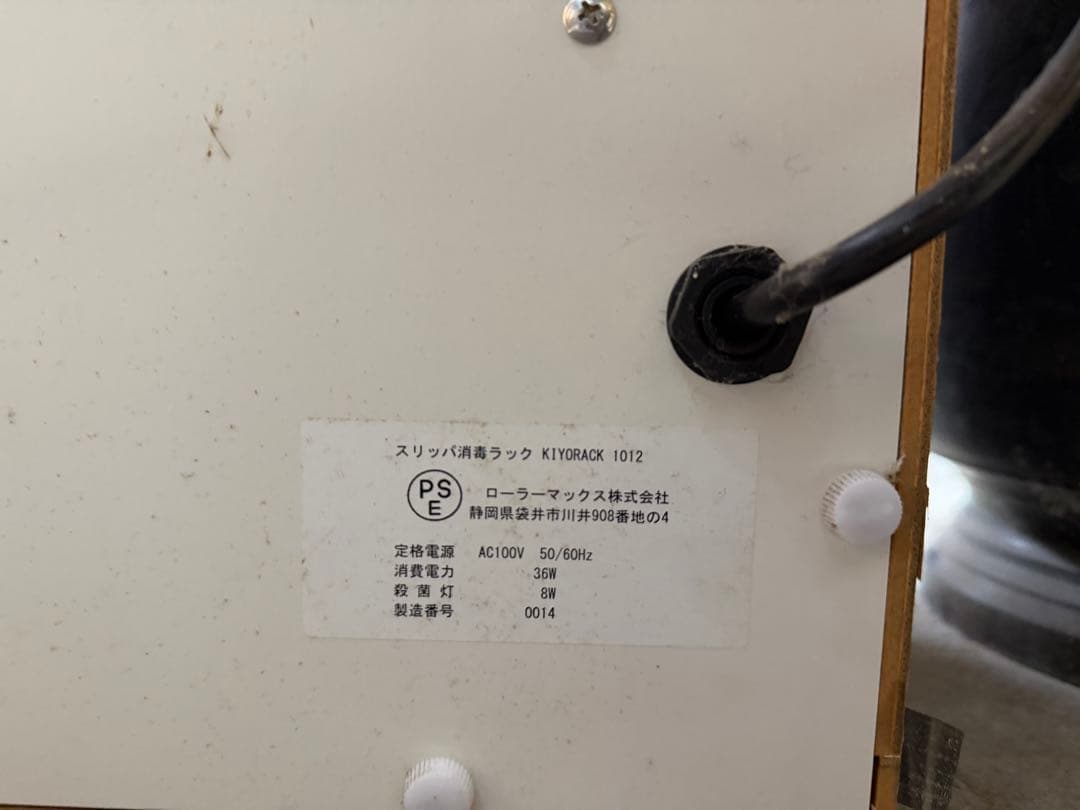 スリッパ消毒ラック KIYORACK 1012
PS
E
ローラーマックス株式会社
静岡県袋井市川井908番地の4
定格電源 AC100V 50/60Hz
消費電力 36W
殺菌灯 8W
製造番号 0014